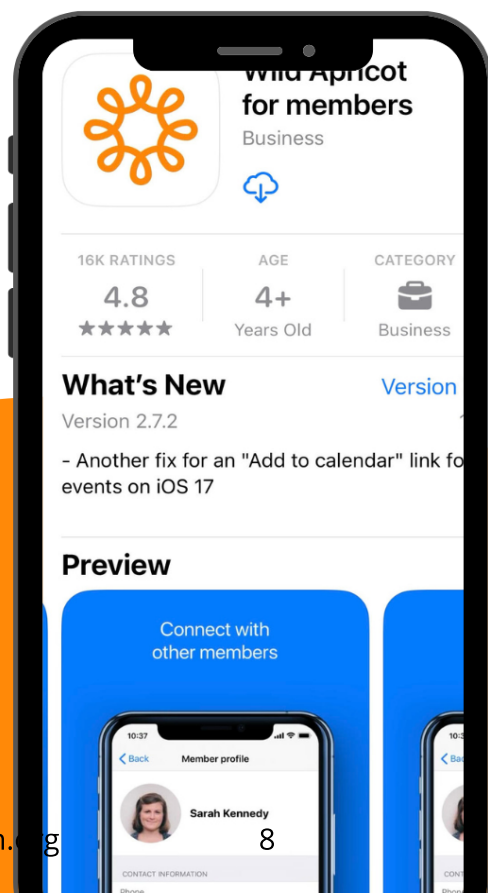 Wild Apricot
for members
Business
16K RATINGS
AGE
CATEGORY
4.8
4+
Years Old
Business
What's New
Version
Version 2.7.2
- Another fix for an "Add to calendar" link fo
events on iOS 17
Preview
Connect with
other members
10:37
Back
Member profile
Sarah Kennedy
CONTACT INFORMATION
Phone
8